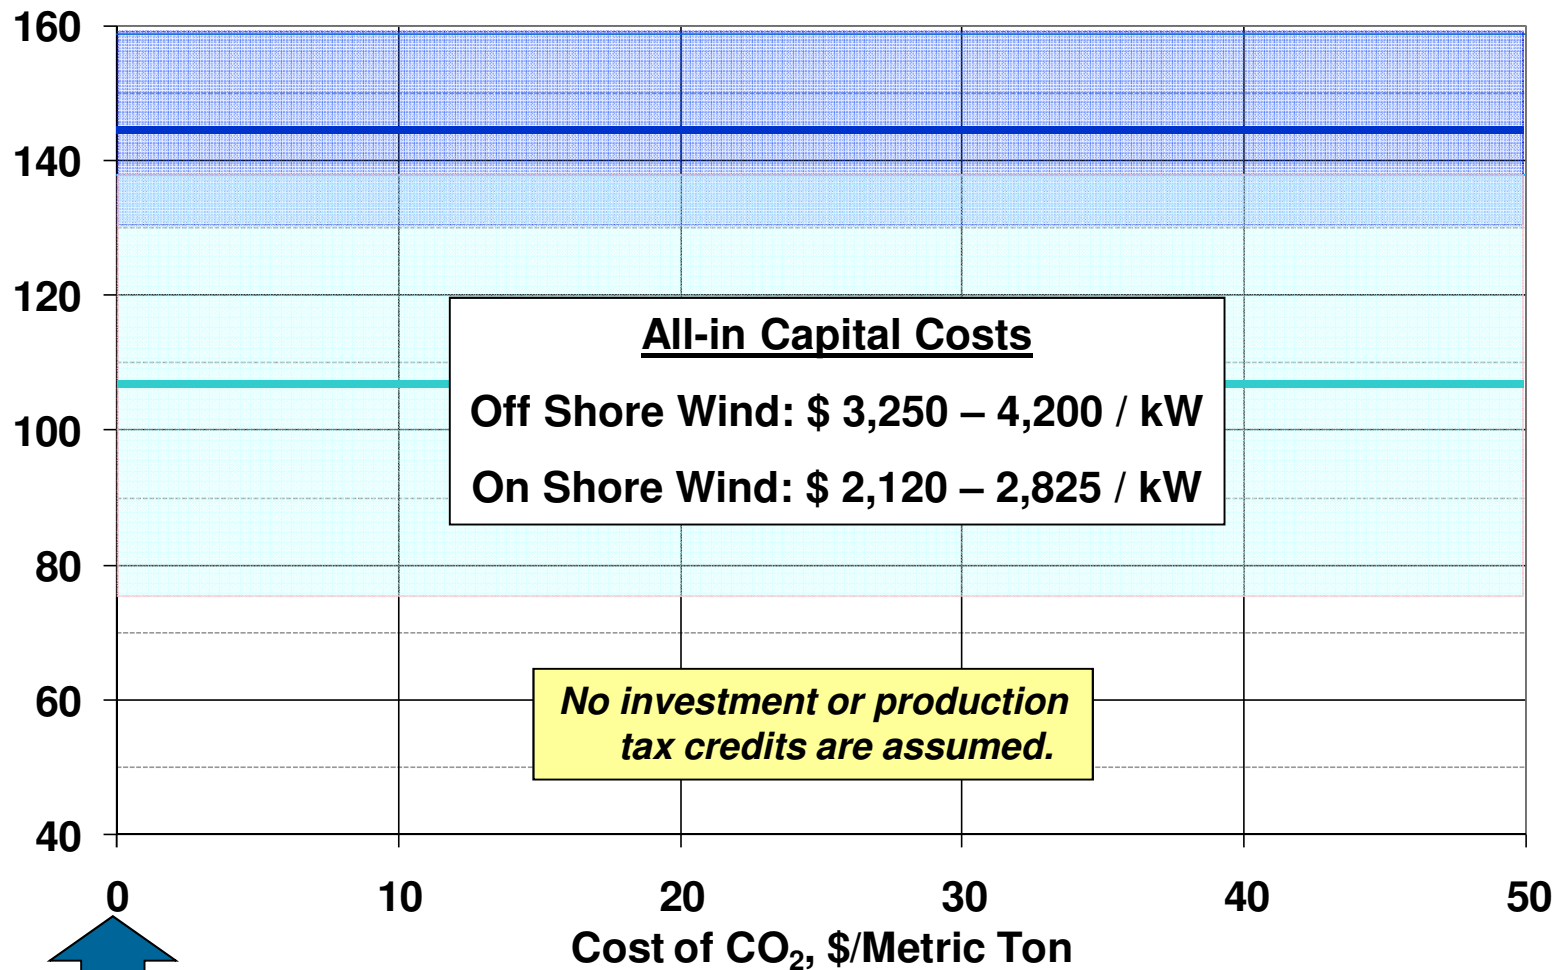 160
140
120
100
80
60
40
All-in Capital Costs
Off Shore Wind: $ 3,250 – 4,200 / kW
On Shore Wind: $ 2,120 – 2,825 / kW
No investment or production
tax credits are assumed.
0 10 20 30 40 50
Cost of CO₂, $/Metric Ton